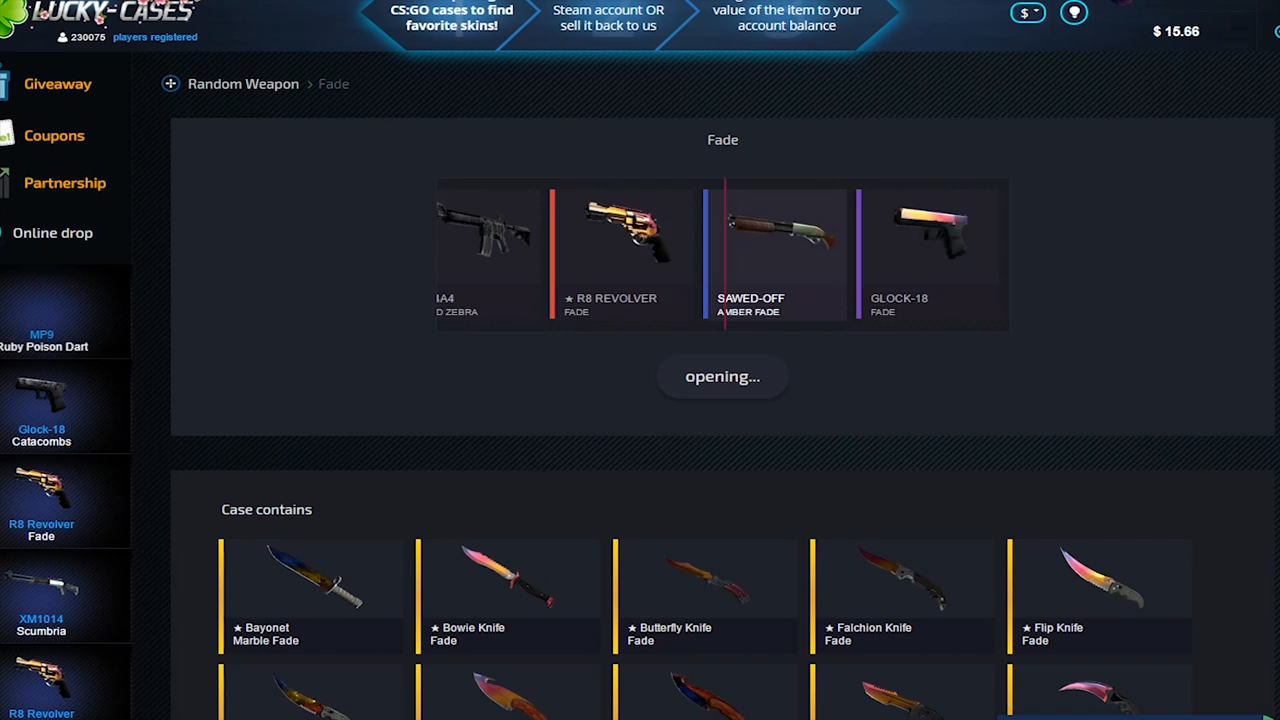 LUCKY-CASES
230075 players registered
CS:GO cases to find
favorite skins!
Steam account OR
sell it back to us
value of the item to your
account balance
$
$ 15.66
Giveaway
Coupons
Partnership
Online drop
MP9
Ruby Poison Dart
Glock-18
Catacombs
R8 Revolver
Fade
XM1014
Scumbria
R8 Revolver
Random Weapon > Fade
Fade
★ R8 REVOLVER
FADE
SAWED-OFF
AMBER FADE
GLOCK-18
FADE
ZEBRA
opening...
Case contains
★ Bayonet
Marble Fade
★ Bowie Knife
Fade
★ Butterfly Knife
Fade
★ Falchion Knife
Fade
★ Flip Knife
Fade